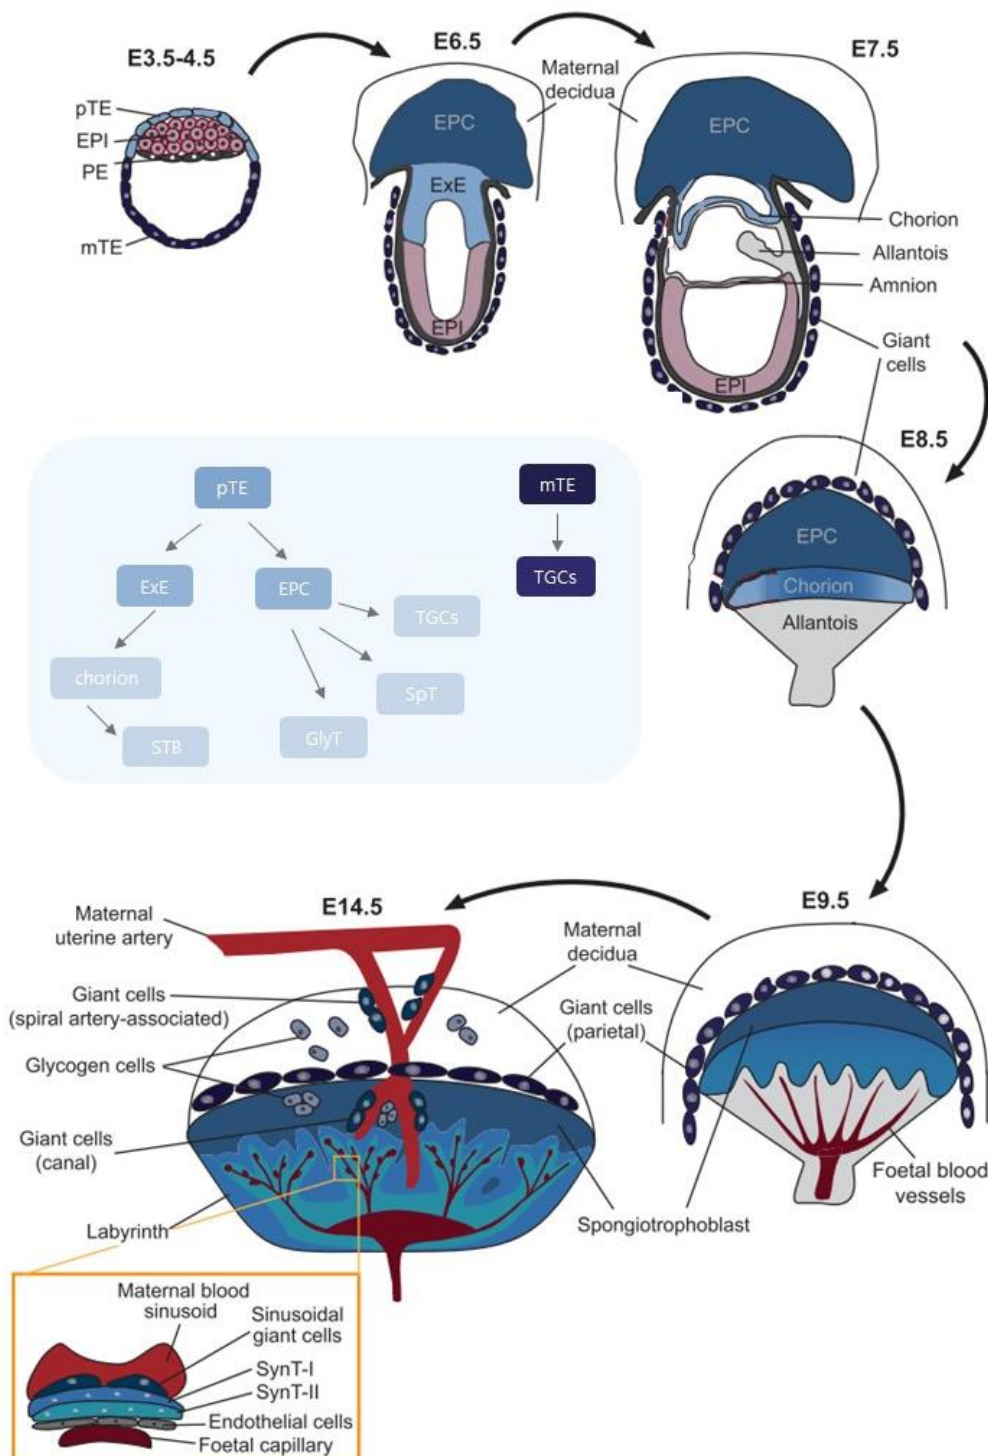 E3.5-4.5
E6.5
E7.5
Maternal
decidua
pTE
EPI
PE
mTE
EPC
ExE
EPI
EPC
Chorion
Allantois
Amnion
EPI
Giant
cells
E8.5
EPC
Chorion
Allantois
pTE
mTE
ExE
EPC
TGCs
TGCs
chorion
SpT
STB
GlyT
E14.5
E9.5
Maternal
uterine artery
Giant cells
(spiral artery-associated)
Glycogen cells
Giant cells
(canal)
Labyrinth
Maternal
decidua
Giant cells
(parietal)
Foetal blood
vessels
Spongiotrophoblast
Maternal blood
sinusoid
Sinusoidal
giant cells
SynT-I
SynT-II
Endothelial cells
Foetal capillary